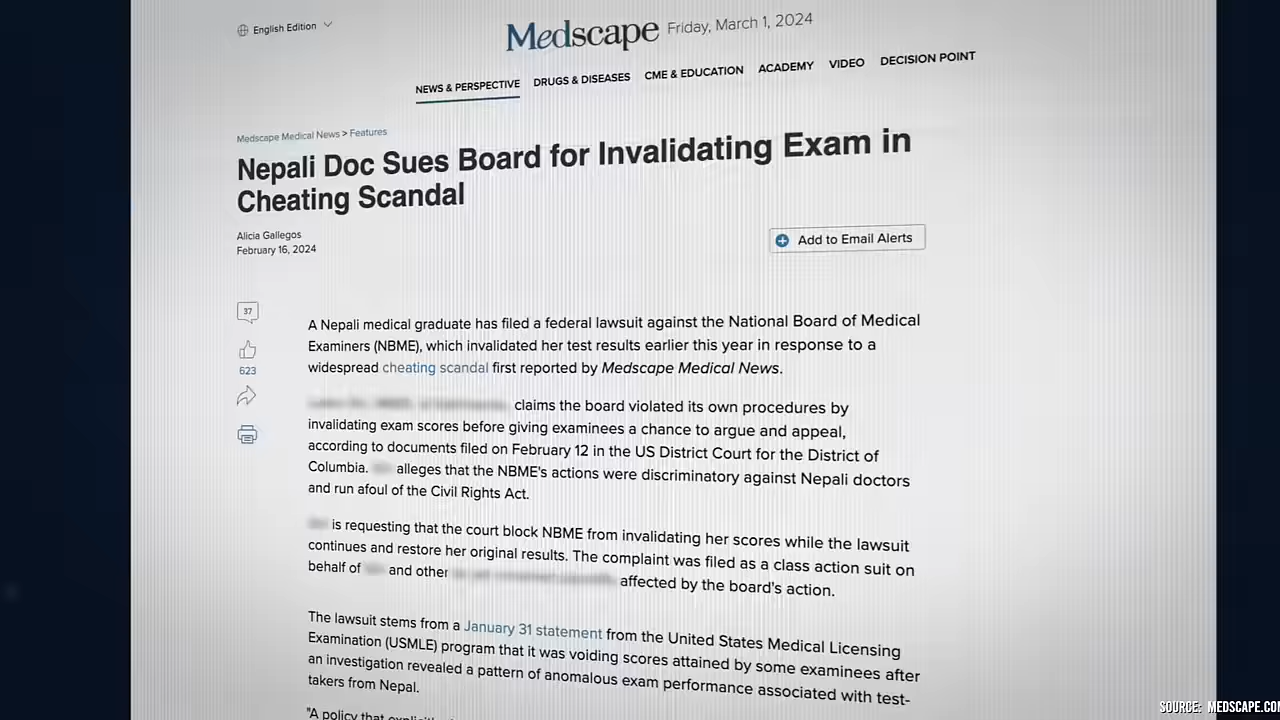 English Edition
Medscape Friday, March 1, 2024
NEWS & PERSPECTIVE DRUGS & DISEASES CME & EDUCATION ACADEMY VIDEO DECISION POINT
Medscape Medical News > Features
Nepali Doc Sues Board for Invalidating Exam in
Cheating Scandal
Alicia Gallegos
February 16, 2024
Add to Email Alerts
37
623
A Nepali medical graduate has filed a federal lawsuit against the National Board of Medical
Examiners (NBME), which invalidated her test results earlier this year in response to a
widespread cheating scandal first reported by Medscape Medical News.
claims the board violated its own procedures by
invalidating exam scores before giving examinees a chance to argue and appeal,
according to documents filed on February 12 in the US District Court for the District of
Columbia. alleges that the NBME's actions were discriminatory against Nepali doctors
and run afoul of the Civil Rights Act.
is requesting that the court block NBME from invalidating her scores while the lawsuit
continues and restore her original results. The complaint was filed as a class action suit on
behalf of and other affected by the board's action.
The lawsuit stems from a January 31 statement from the United States Medical Licensing
Examination (USMLE) program that it was voiding scores attained by some examinees after
an investigation revealed a pattern of anomalous exam performance associated with test-
takers from Nepal.
"A policy that
SOURCE: MEDSCAPE.CO